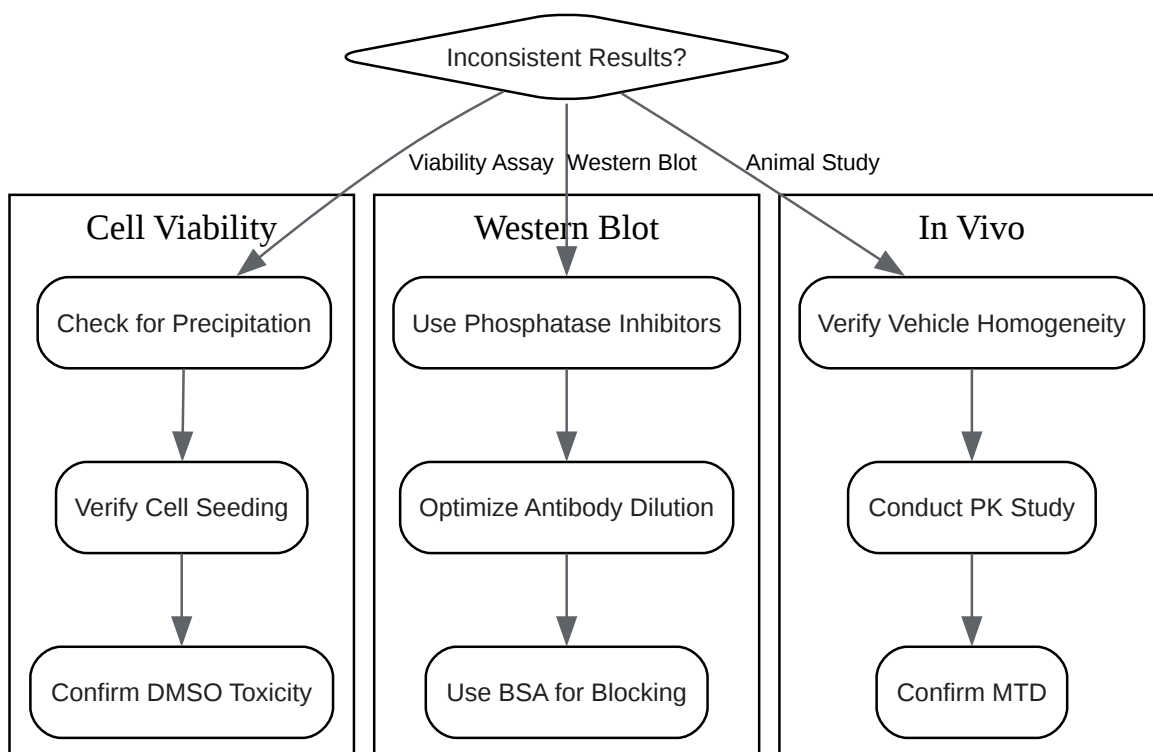 Inconsistent Results?
Viability Assay
Western Blot
Animal Study
Cell Viability
Western Blot
In Vivo
Check for Precipitation
Use Phosphatase Inhibitors
Verify Vehicle Homogeneity
Verify Cell Seeding
Optimize Antibody Dilution
Conduct PK Study
Confirm DMSO Toxicity
Use BSA for Blocking
Confirm MTD